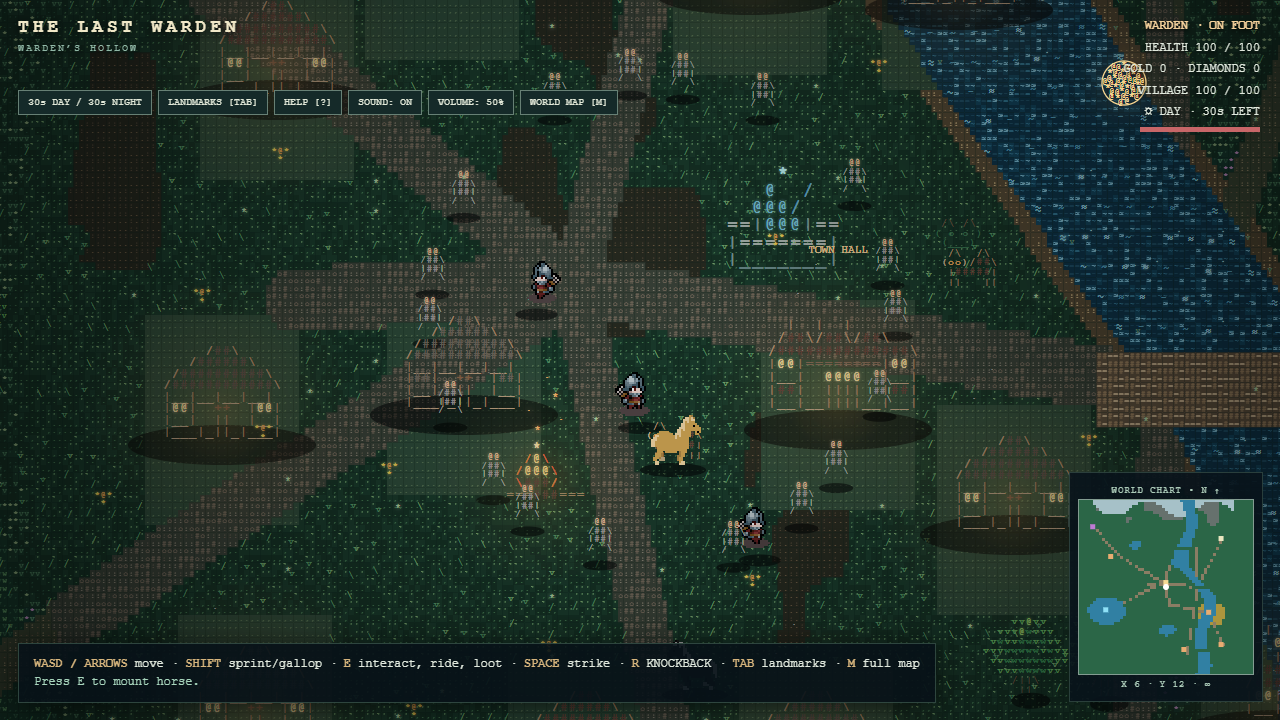 THE LAST WARDEN
WARDEN'S HOLLOW
30s DAY / 30s NIGHT
LANDMARKS [TAB]
HELP [?]
SOUND: ON
VOLUME: 50%
WORLD MAP [M]
WARDEN · ON FOOT
HEALTH 100 / 100
GOLD 0 · DIAMONDS 0
VILLAGE 100 / 100
☼ DAY · 30s LEFT
TOWN HALL
WORLD CHART • N ↑
X 6 · Y 12 · ∞
WASD / ARROWS move · SHIFT sprint/gallop · E interact, ride, loot · SPACE strike · R KNOCKBACK · TAB landmarks · M full map
Press E to mount horse.